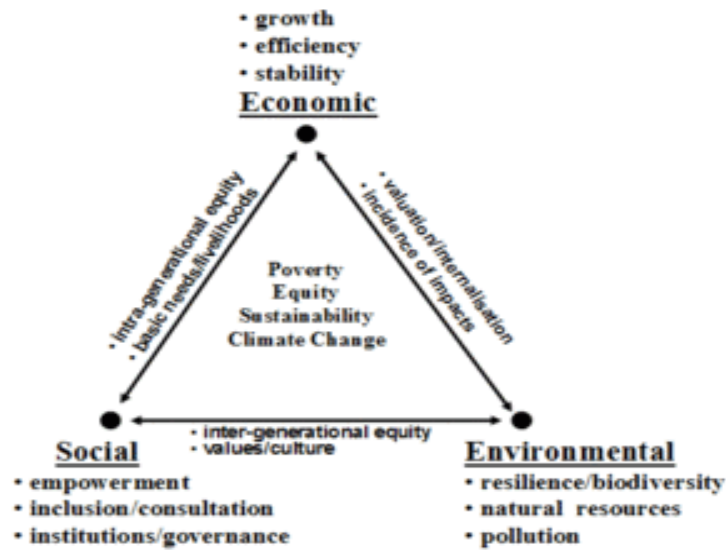 • growth
• efficiency
• stability
Economic
• intra-generational equity
• basic needs/livelihoods
• valuation/internalisation
• incidence of impacts
Poverty
Equity
Sustainability
Climate Change
• inter-generational equity
• values/culture
Social
• empowerment
• inclusion/consultation
• institutions/governance
Environmental
• resilience/biodiversity
• natural resources
• pollution